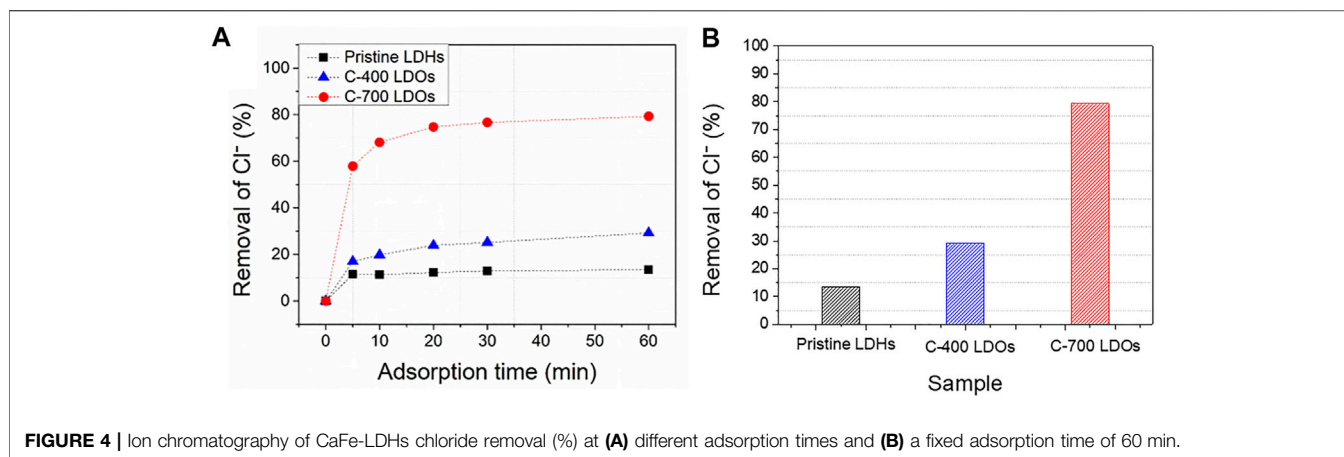 A
Pristine LDHs
C-400 LDOs
C-700 LDOs
100
80
60
40
20
0
Removal of Cl⁻ (%)
0 10 20 30 40 50 60
Adsorption time (min)
B
100
90
80
70
60
50
40
30
20
10
0
Removal of Cl⁻ (%)
Pristine LDHs C-400 LDOs C-700 LDOs
Sample
FIGURE 4 | Ion chromatography of CaFe-LDHs chloride removal (%) at (A) different adsorption times and (B) a fixed adsorption time of 60 min.